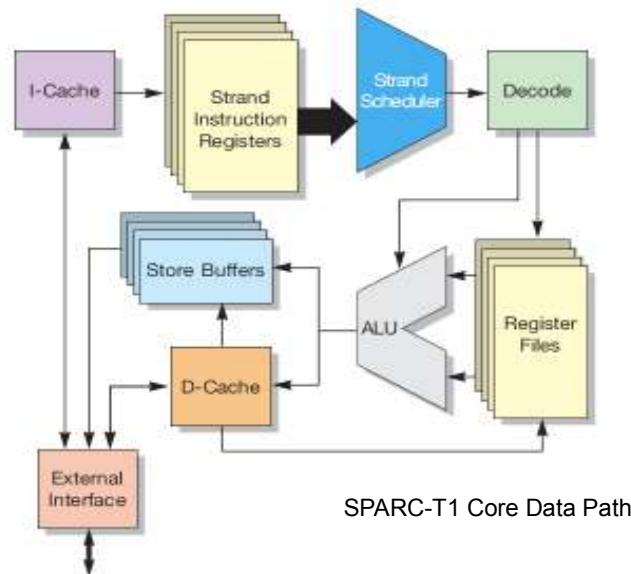 I-Cache
Strand
Instruction
Registers
Strand
Scheduler
Decode
Store Buffers
ALU
Register
Files
D-Cache
External
Interface
SPARC-T1 Core Data Path